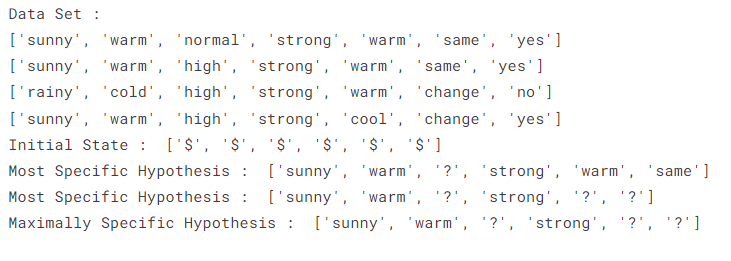 Data Set :
['sunny', 'warm', 'normal', 'strong', 'warm', 'same', 'yes']
['sunny', 'warm', 'high', 'strong', 'warm', 'same', 'yes']
['rainy', 'cold', 'high', 'strong', 'warm', 'change', 'no']
['sunny', 'warm', 'high', 'strong', 'cool', 'change', 'yes']
Initial State :  ['$', '$', '$', '$', '$', '$']
Most Specific Hypothesis :  ['sunny', 'warm', '?', 'strong', 'warm', 'same']
Most Specific Hypothesis :  ['sunny', 'warm', '?', 'strong', '?', '?']
Maximally Specific Hypothesis :  ['sunny', 'warm', '?', 'strong', '?', '?']